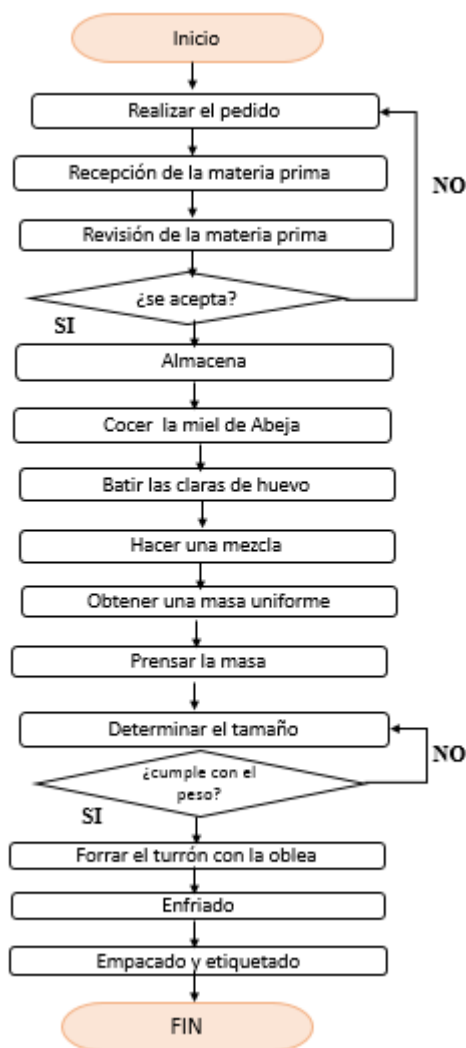 Inicio
Realizar el pedido
Recepción de la materia prima
NO
Revisión de la materia prima
¿se acepta?
SI
Almacena
Cocer la miel de Abeja
Batir las claras de huevo
Hacer una mezcla
Obtener una masa uniforme
Prensar la masa
Determinar el tamaño
NO
¿cumple con el
peso?
SI
Forrar el turrón con la oblea
Enfriado
Empacado y etiquetado
FIN